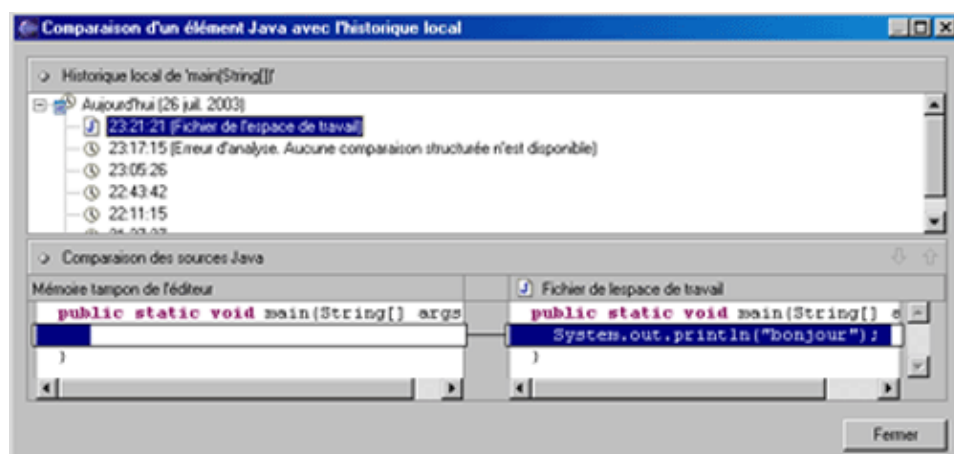 Comparaison d'un élément Java avec l'historique local
Historique local de 'main(String[])'
Aujourd'hui (26 juil. 2003)
23:21:21 (Fichier de l'espace de travail)
23:17:15 (Erreur d'analyse. Aucune comparaison structurée n'est disponible)
23:05:26
22:43:42
22:11:15
Comparaison des sources Java
Mémoire tampon de l'éditeur
Fichier de lespace de travail
public static void main(String[] args
public static void main(String[] a
System.out.println("bonjour");
}
}
Fermer